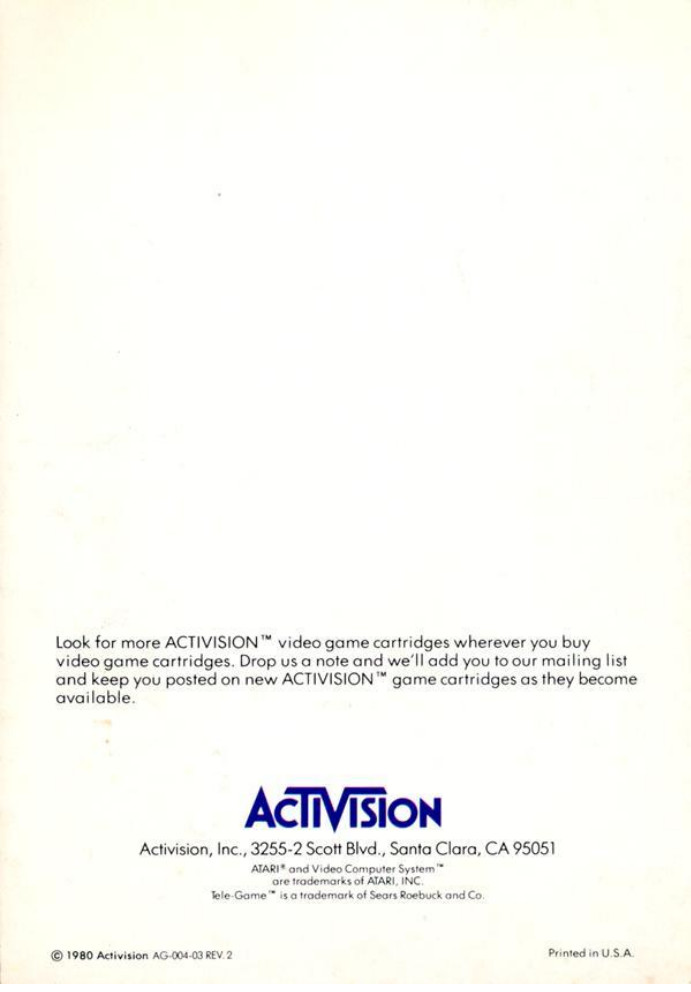 Look for more ACTIVISION™ video game cartridges wherever you buy
video game cartridges. Drop us a note and we'll add you to our mailing list
and keep you posted on new ACTIVISION™ game cartridges as they become
available.
ACTIVISION
Activision, Inc., 3255-2 Scott Blvd., Santa Clara, CA 95051
ATARI® and Video Computer System™
are trademarks of ATARI, INC.
Tele-Game™ is a trademark of Sears Roebuck and Co.
© 1980 Activision AG-004-03 REV. 2
Printed in U.S.A.